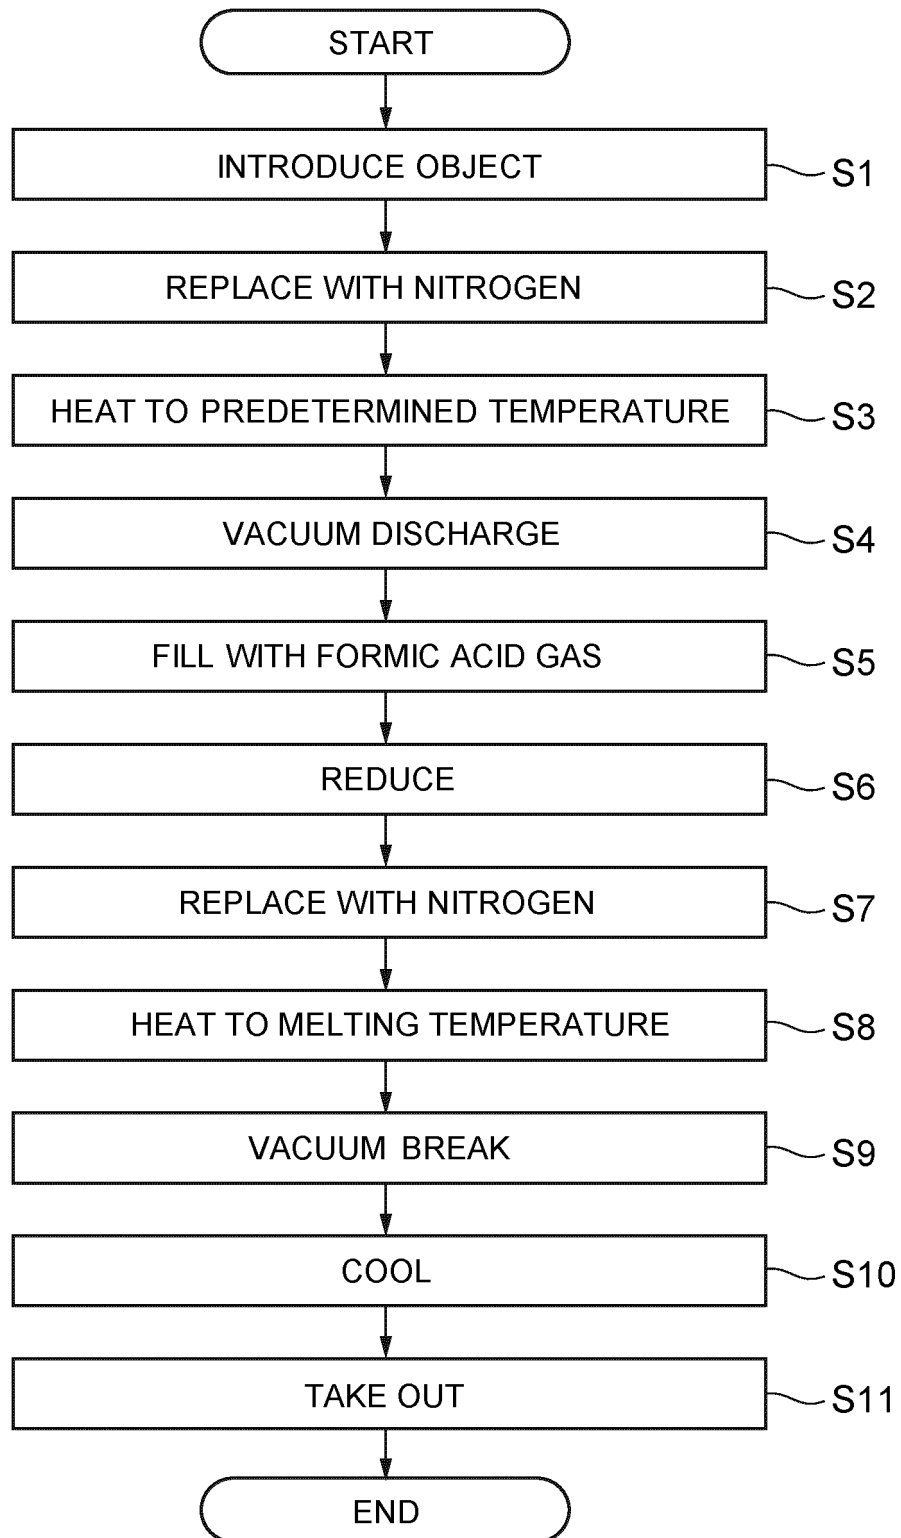 START
INTRODUCE OBJECT
S1
REPLACE WITH NITROGEN
S2
HEAT TO PREDETERMINED TEMPERATURE
S3
VACUUM DISCHARGE
S4
FILL WITH FORMIC ACID GAS
S5
REDUCE
S6
REPLACE WITH NITROGEN
S7
HEAT TO MELTING TEMPERATURE
S8
VACUUM BREAK
S9
COOL
S10
TAKE OUT
S11
END